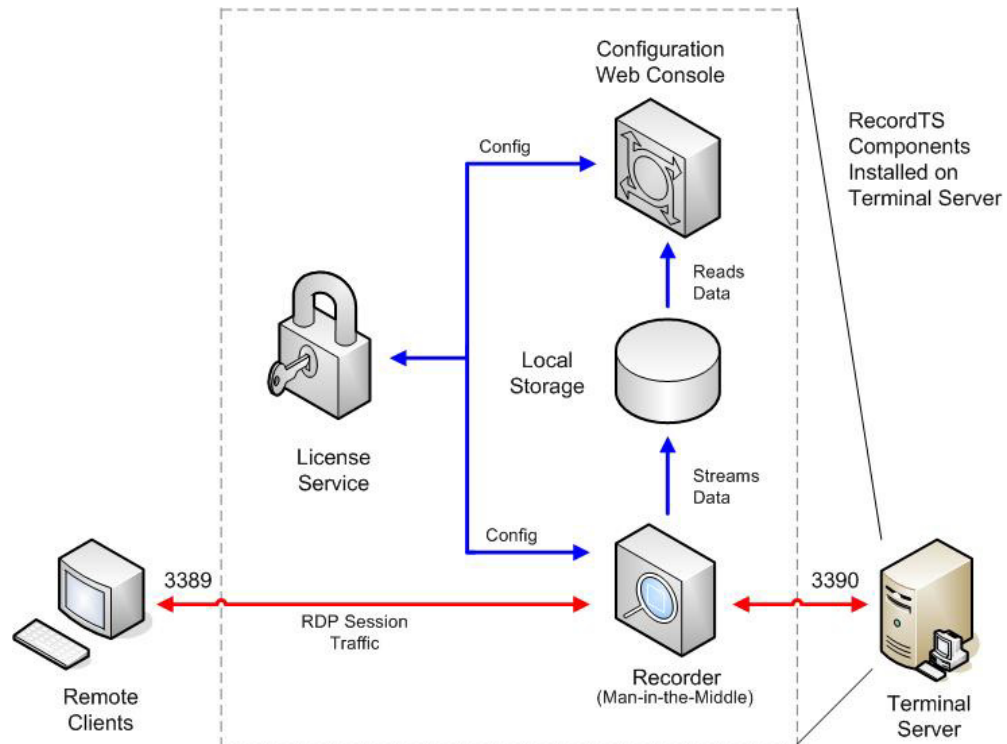 Configuration
Web Console
RecordTS
Components
Installed on
Terminal Server
Config
Reads
Data
Local
Storage
License
Service
Streams
Data
Config
3389
3390
RDP Session
Traffic
Remote
Clients
Recorder
(Man-in-the-Middle)
Terminal
Server